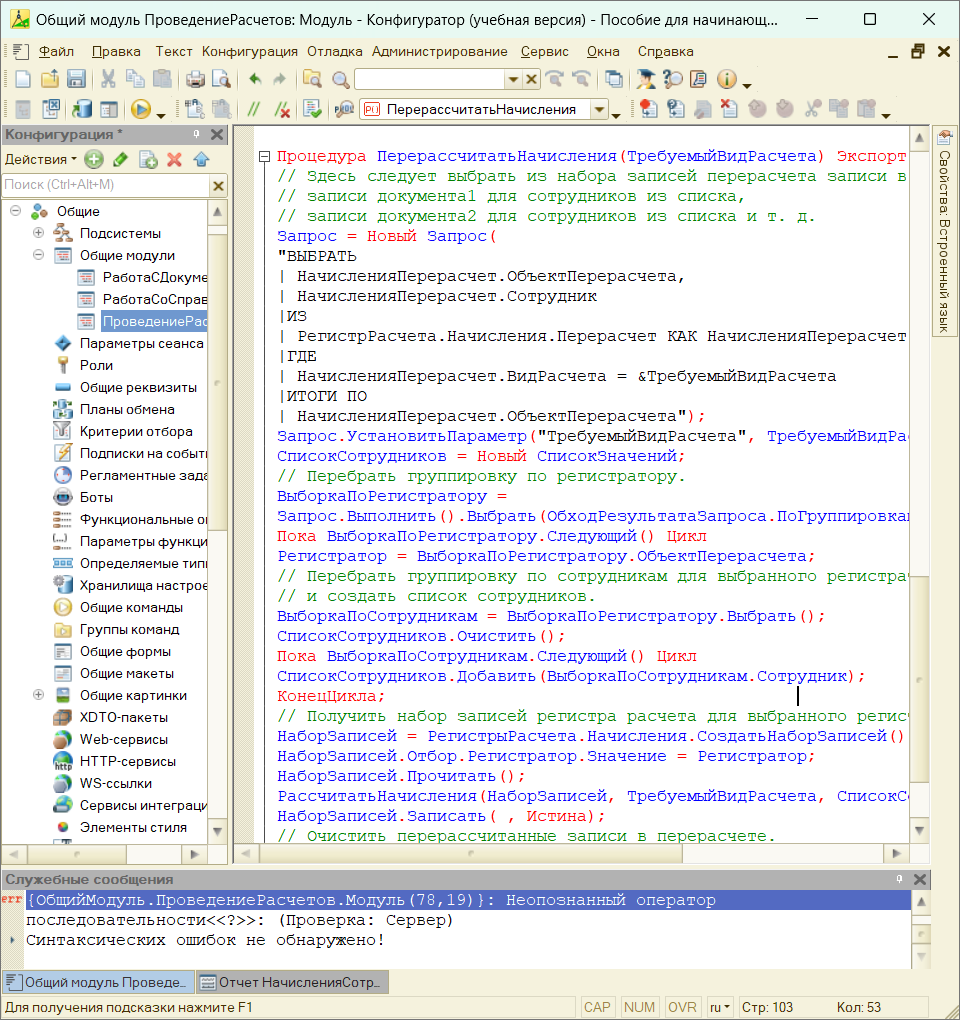 Общий модуль ПроведениеРасчетов: Модуль - Конфигуратор (учебная версия) - Пособие для начинающ...
Файл Правка Текст Конфигурация Отладка Администрирование Сервис Окна Справка
ПерерассчитатьНачисления
Конфигурация *
Действия
Поиск (Ctrl+Alt+M)
Общие
Подсистемы
Общие модули
РаботаСДокуме
РаботаСоСправ
ПроведениеРас
Параметры сеанса
Роли
Общие реквизиты
Планы обмена
Критерии отбора
Подписки на событ
Регламентные зада
Боты
Функциональные о
Параметры функци
Определяемые тип
Хранилища настрое
Общие команды
Группы команд
Общие формы
Общие макеты
Общие картинки
XDTO-пакеты
Web-сервисы
HTTP-сервисы
WS-ссылки
Сервисы интеграци
Элементы стиля
Процедура ПерерассчитатьНачисления(ТребуемыйВидРасчета) Экспорт
// Здесь следует выбрать из набора записей перерасчета записи в
// записи документа1 для сотрудников из списка,
// записи документа2 для сотрудников из списка и т. д.
Запрос = Новый Запрос(
"ВЫБРАТЬ
| НачисленияПерерасчет.ОбъектПерерасчета,
| НачисленияПерерасчет.Сотрудник
|ИЗ
| РегистрРасчета.Начисления.Перерасчет КАК НачисленияПерерасчет
|ГДЕ
| НачисленияПерерасчет.ВидРасчета = &ТребуемыйВидРасчета
|ИТОГИ ПО
| НачисленияПерерасчет.ОбъектПерерасчета");
Запрос.УстановитьПараметр("ТребуемыйВидРасчета", ТребуемыйВидРас
СписокСотрудников = Новый СписокЗначений;
// Перебрать группировку по регистратору.
ВыборкаПоРегистратору =
Запрос.Выполнить().Выбрать(ОбходРезультатаЗапроса.ПоГруппировка
Пока ВыборкаПоРегистратору.Следующий() Цикл
Регистратор = ВыборкаПоРегистратору.ОбъектПерерасчета;
// Перебрать группировку по сотрудникам для выбранного регистра
// и создать список сотрудников.
ВыборкаПоСотрудникам = ВыборкаПоРегистратору.Выбрать();
СписокСотрудников.Очистить();
Пока ВыборкаПоСотрудникам.Следующий() Цикл
СписокСотрудников.Добавить(ВыборкаПоСотрудникам.Сотрудник);
КонецЦикла;
// Получить набор записей регистра расчета для выбранного регис
НаборЗаписей = РегистрыРасчета.Начисления.СоздатьНаборЗаписей()
НаборЗаписей.Отбор.Регистратор.Значение = Регистратор;
НаборЗаписей.Прочитать();
РассчитатьНачисления(НаборЗаписей, ТребуемыйВидРасчета, СписокС
НаборЗаписей.Записать( , Истина);
// Очистить перерассчитанные записи в перерасчете.
Свойства: Встроенный язык
Служебные сообщения
err {ОбщийМодуль.ПроведениеРасчетов.Модуль(78,19)}: Неопознанный оператор
последовательности<<?>>: (Проверка: Сервер)
Синтаксических ошибок не обнаружено!
Общий модуль Проведе... Отчет НачисленияСотр...
Для получения подсказки нажмите F1 CAP NUM OVR ru Стр: 103 Кол: 53